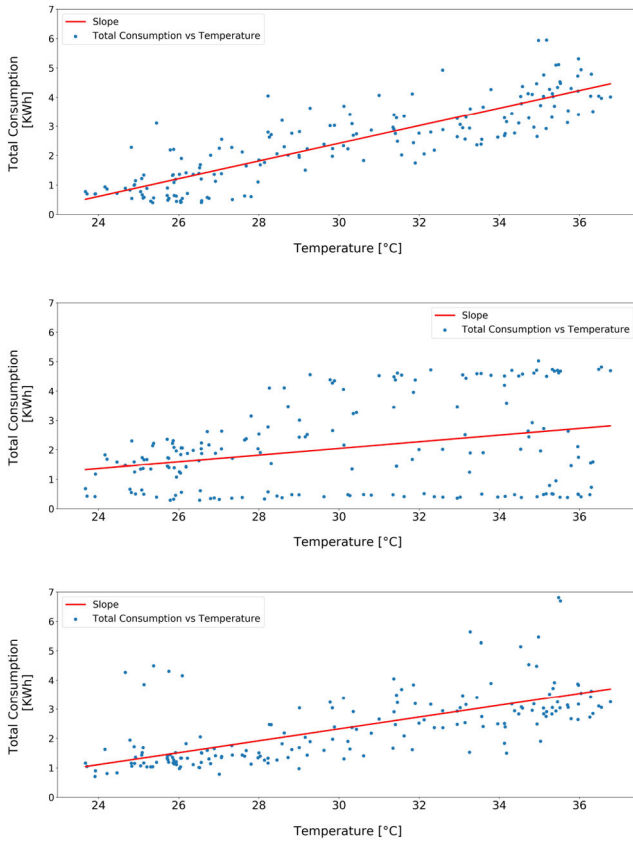 Slope
Total Consumption vs Temperature
7
6
5
4
3
2
1
0
Total Consumption
[KWh]
24 26 28 30 32 34 36
Temperature [°C]
Slope
Total Consumption vs Temperature
7
6
5
4
3
2
1
0
Total Consumption
[KWh]
24 26 28 30 32 34 36
Temperature [°C]
Slope
Total Consumption vs Temperature
7
6
5
4
3
2
1
0
Total Consumption
[KWh]
24 26 28 30 32 34 36
Temperature [°C]